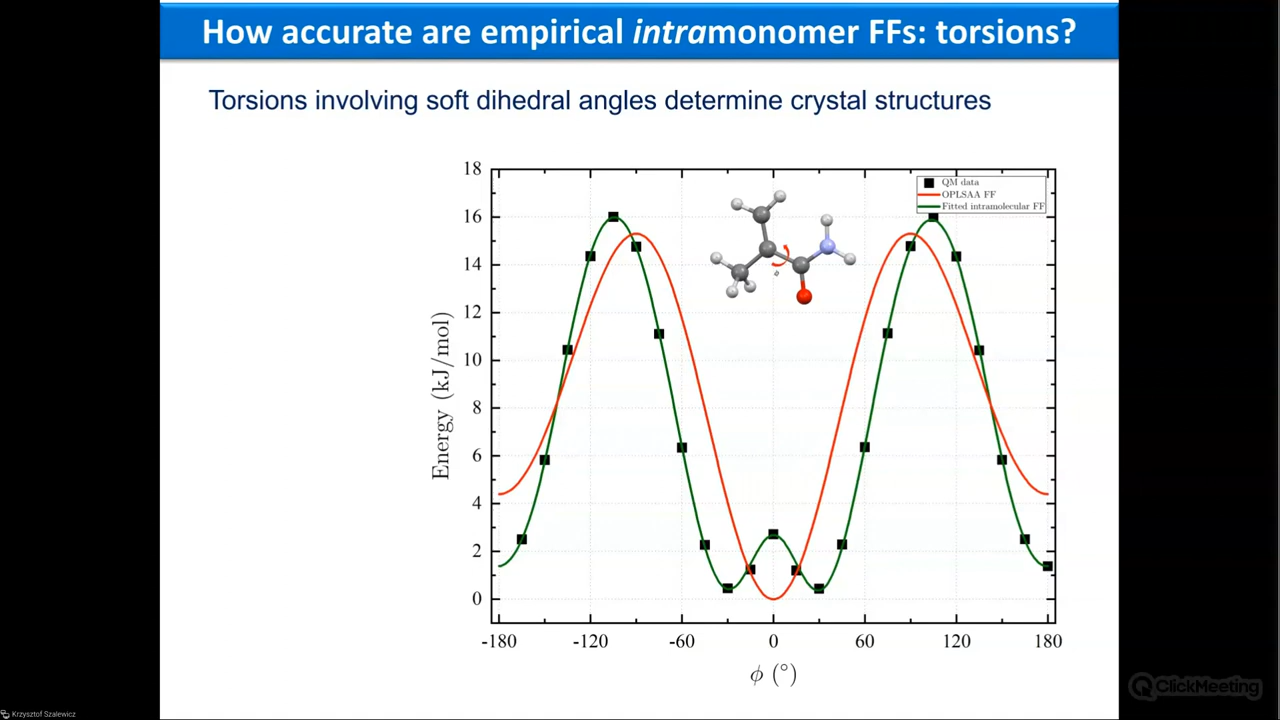 How accurate are empirical intramonomer FFs: torsions?
Torsions involving soft dihedral angles determine crystal structures
18
16
14
12
10
8
6
4
2
0
Energy (kJ/mol)
QM data
OPLSAA FF
Fitted intramolecular FF
ϕ
-180 -120 -60 0 60 120 180
ϕ (°)
ClickMeeting
Krzysztof Szalewicz